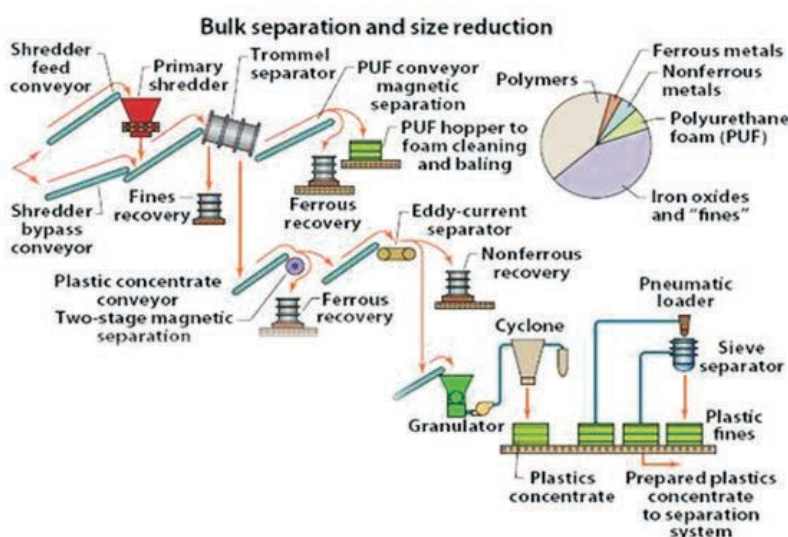 Bulk separation and size reduction
Shredder
feed
conveyor
Primary
shredder
Trommel
separator
PUF conveyor
magnetic
separation
PUF hopper to
foam cleaning
and baling
Polymers
Ferrous metals
Nonferrous
metals
Polyurethane
foam (PUF)
Iron oxides
and "fines"
Shredder
bypass
conveyor
Fines
recovery
Ferrous
recovery
Eddy-current
separator
Nonferrous
recovery
Plastic concentrate
conveyor
Two-stage magnetic
separation
Ferrous
recovery
Cyclone
Pneumatic
loader
Sieve
separator
Granulator
Plastic
fines
Plastics
concentrate
Prepared plastics
concentrate
to separation
system